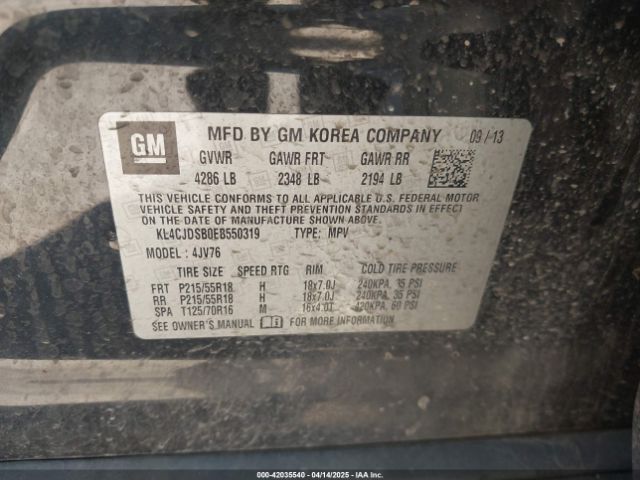 GM
MFD BY GM KOREA COMPANY 09/13
GVWR GAWR FRT GAWR RR
4286 LB 2348 LB 2194 LB
THIS VEHICLE CONFORMS TO ALL APPLICABLE U.S. FEDERAL MOTOR
VEHICLE SAFETY AND THEFT PREVENTION STANDARDS IN EFFECT
ON THE DATE OF MANUFACTURE SHOWN ABOVE.
KL4CJDSB0EB550319 TYPE: MPV
MODEL: 4JV76
TIRE SIZE SPEED RTG RIM COLD TIRE PRESSURE
FRT P215/55R18 H 18x7.0J 240KPA, 35 PSI
RR P215/55R18 H 18x7.0J 240KPA, 35 PSI
SPA T125/70R16 M 16x4.0J 420KPA, 60 PSI
SEE OWNER'S MANUAL FOR MORE INFORMATION.
000-42035540 04/14/2025 - IAAI.COM